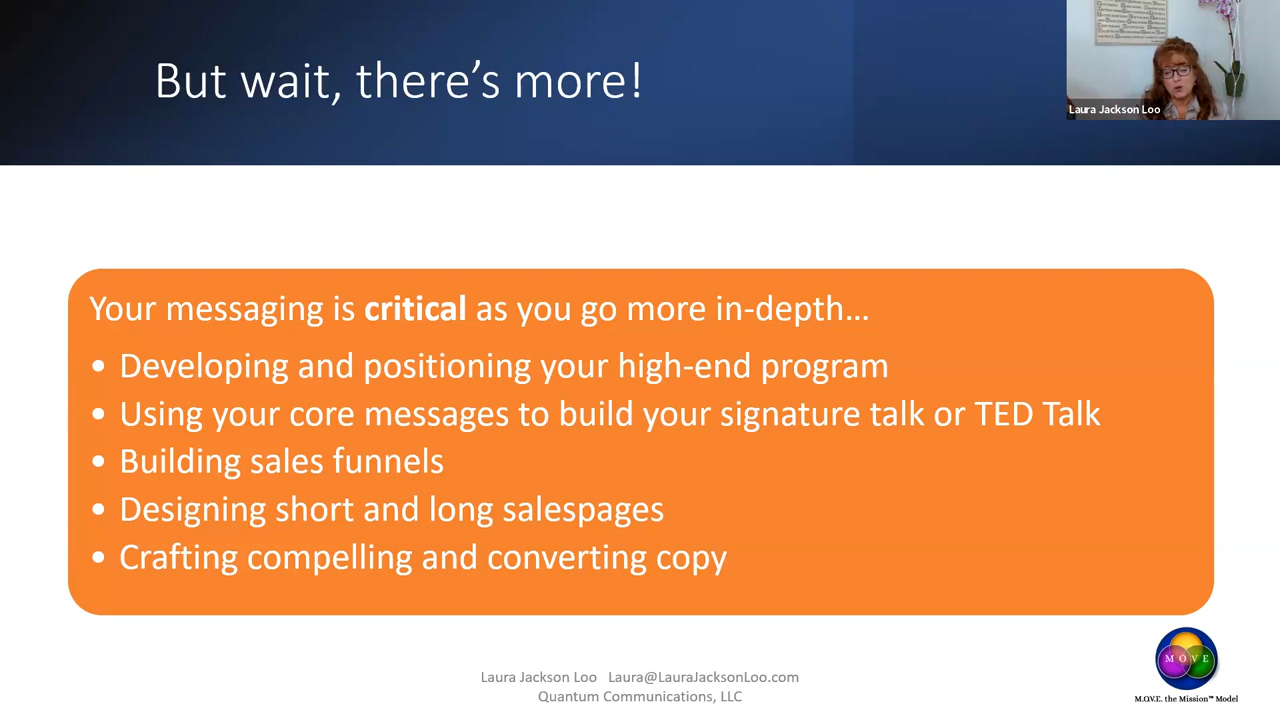 But wait, there’s more!
Laura Jackson Loo
Your messaging is critical as you go more in-depth…
• Developing and positioning your high-end program
• Using your core messages to build your signature talk or TED Talk
• Building sales funnels
• Designing short and long salespages
• Crafting compelling and converting copy
Laura Jackson Loo Laura@LauraJacksonLoo.com
Quantum Communications, LLC
M O V E
M.O.V.E. the Mission™ Model